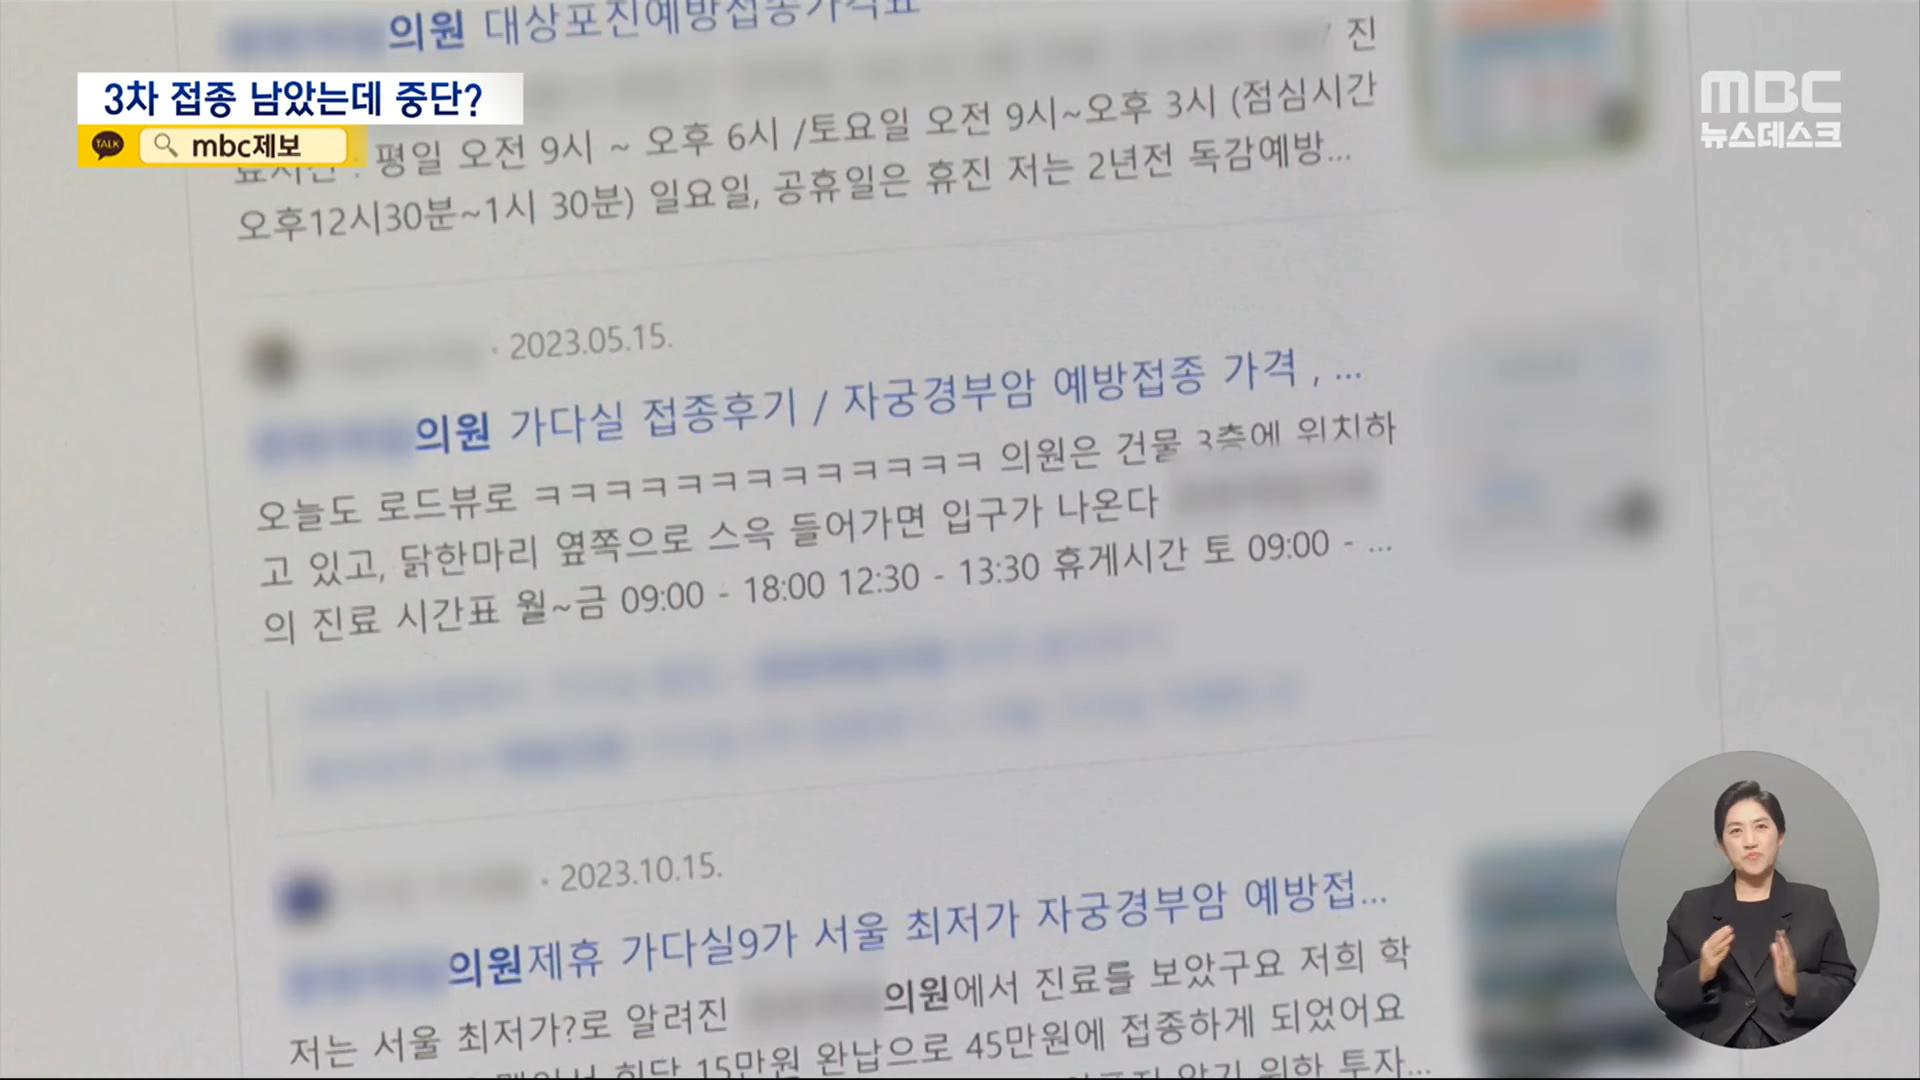 의원 대상포진예방접종가격표
진
3차 접종 남았는데 중단?
TALK mbc제보
MBC
뉴스데스크
료시간 : 평일 오전 9시 ~ 오후 6시 /토요일 오전 9시~오후 3시 (점심시간
오후12시30분~1시 30분) 일요일, 공휴일은 휴진 저는 2년전 독감예방...
· 2023.05.15.
의원 가다실 접종후기 / 자궁경부암 예방접종 가격 , ...
오늘도 로드뷰로 ㅋㅋㅋㅋㅋㅋㅋㅋㅋㅋㅋㅋㅋ 의원은 건물 3층에 위치하
고 있고, 닭한마리 옆쪽으로 스윽 들어가면 입구가 나온다
의 진료 시간표 월~금 09:00 - 18:00 12:30 - 13:30 휴게시간 토 09:00 - ...
· 2023.10.15.
의원제휴 가다실9가 서울 최저가 자궁경부암 예방접...
저는 서울 최저가?로 알려진 의원에서 진료를 보았구요 저희 학
회당 15만원 완납으로 45만원에 접종하게 되었어요
위한 투자...